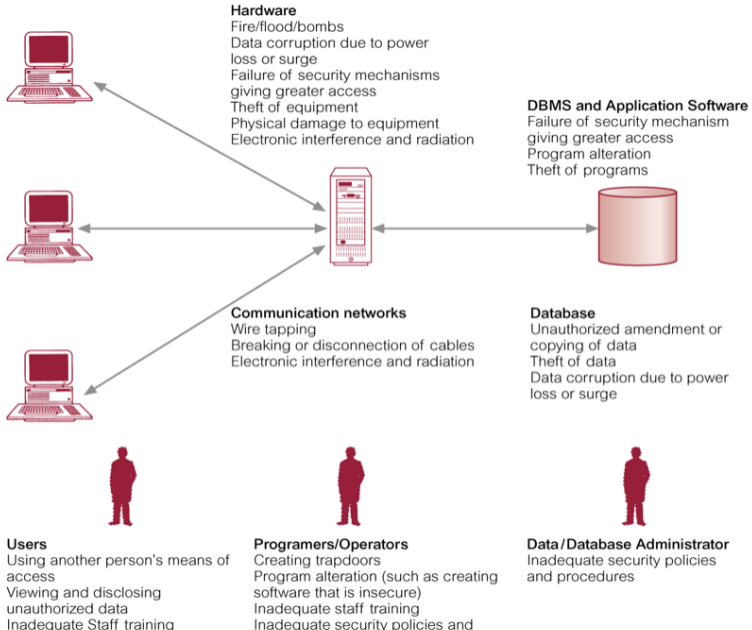 Hardware
Fire/flood/bombs
Data corruption due to power
loss or surge
Failure of security mechanisms
giving greater access
Theft of equipment
Physical damage to equipment
Electronic interference and radiation
DBMS and Application Software
Failure of security mechanism
giving greater access
Program alteration
Theft of programs
Communication networks
Wire tapping
Breaking or disconnection of cables
Electronic interference and radiation
Database
Unauthorized amendment or
copying of data
Theft of data
Data corruption due to power
loss or surge
Users
Using another person's means of
access
Viewing and disclosing
unauthorized data
Inadequate Staff training
Programers/Operators
Creating trapdoors
Program alteration (such as creating
software that is insecure)
Inadequate staff training
Inadequate security policies and
Data/Database Administrator
Inadequate security policies
and procedures